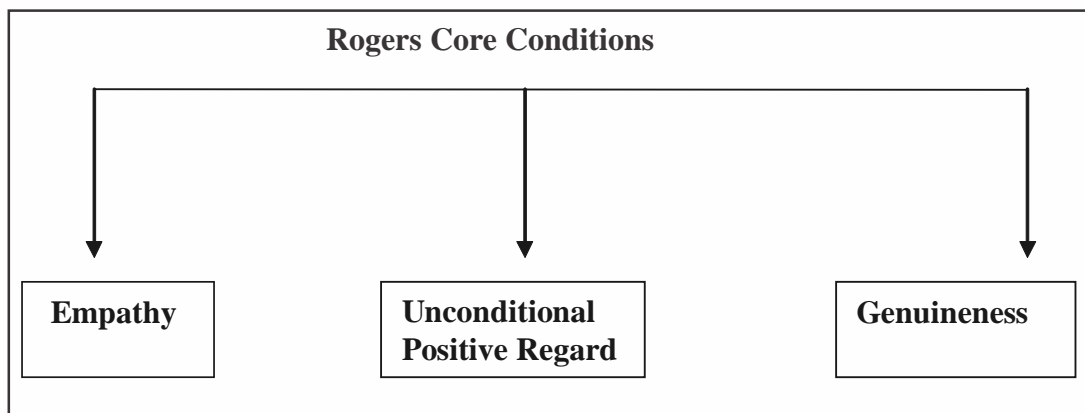 Rogers Core Conditions
Empathy
Unconditional
Positive Regard
Genuineness